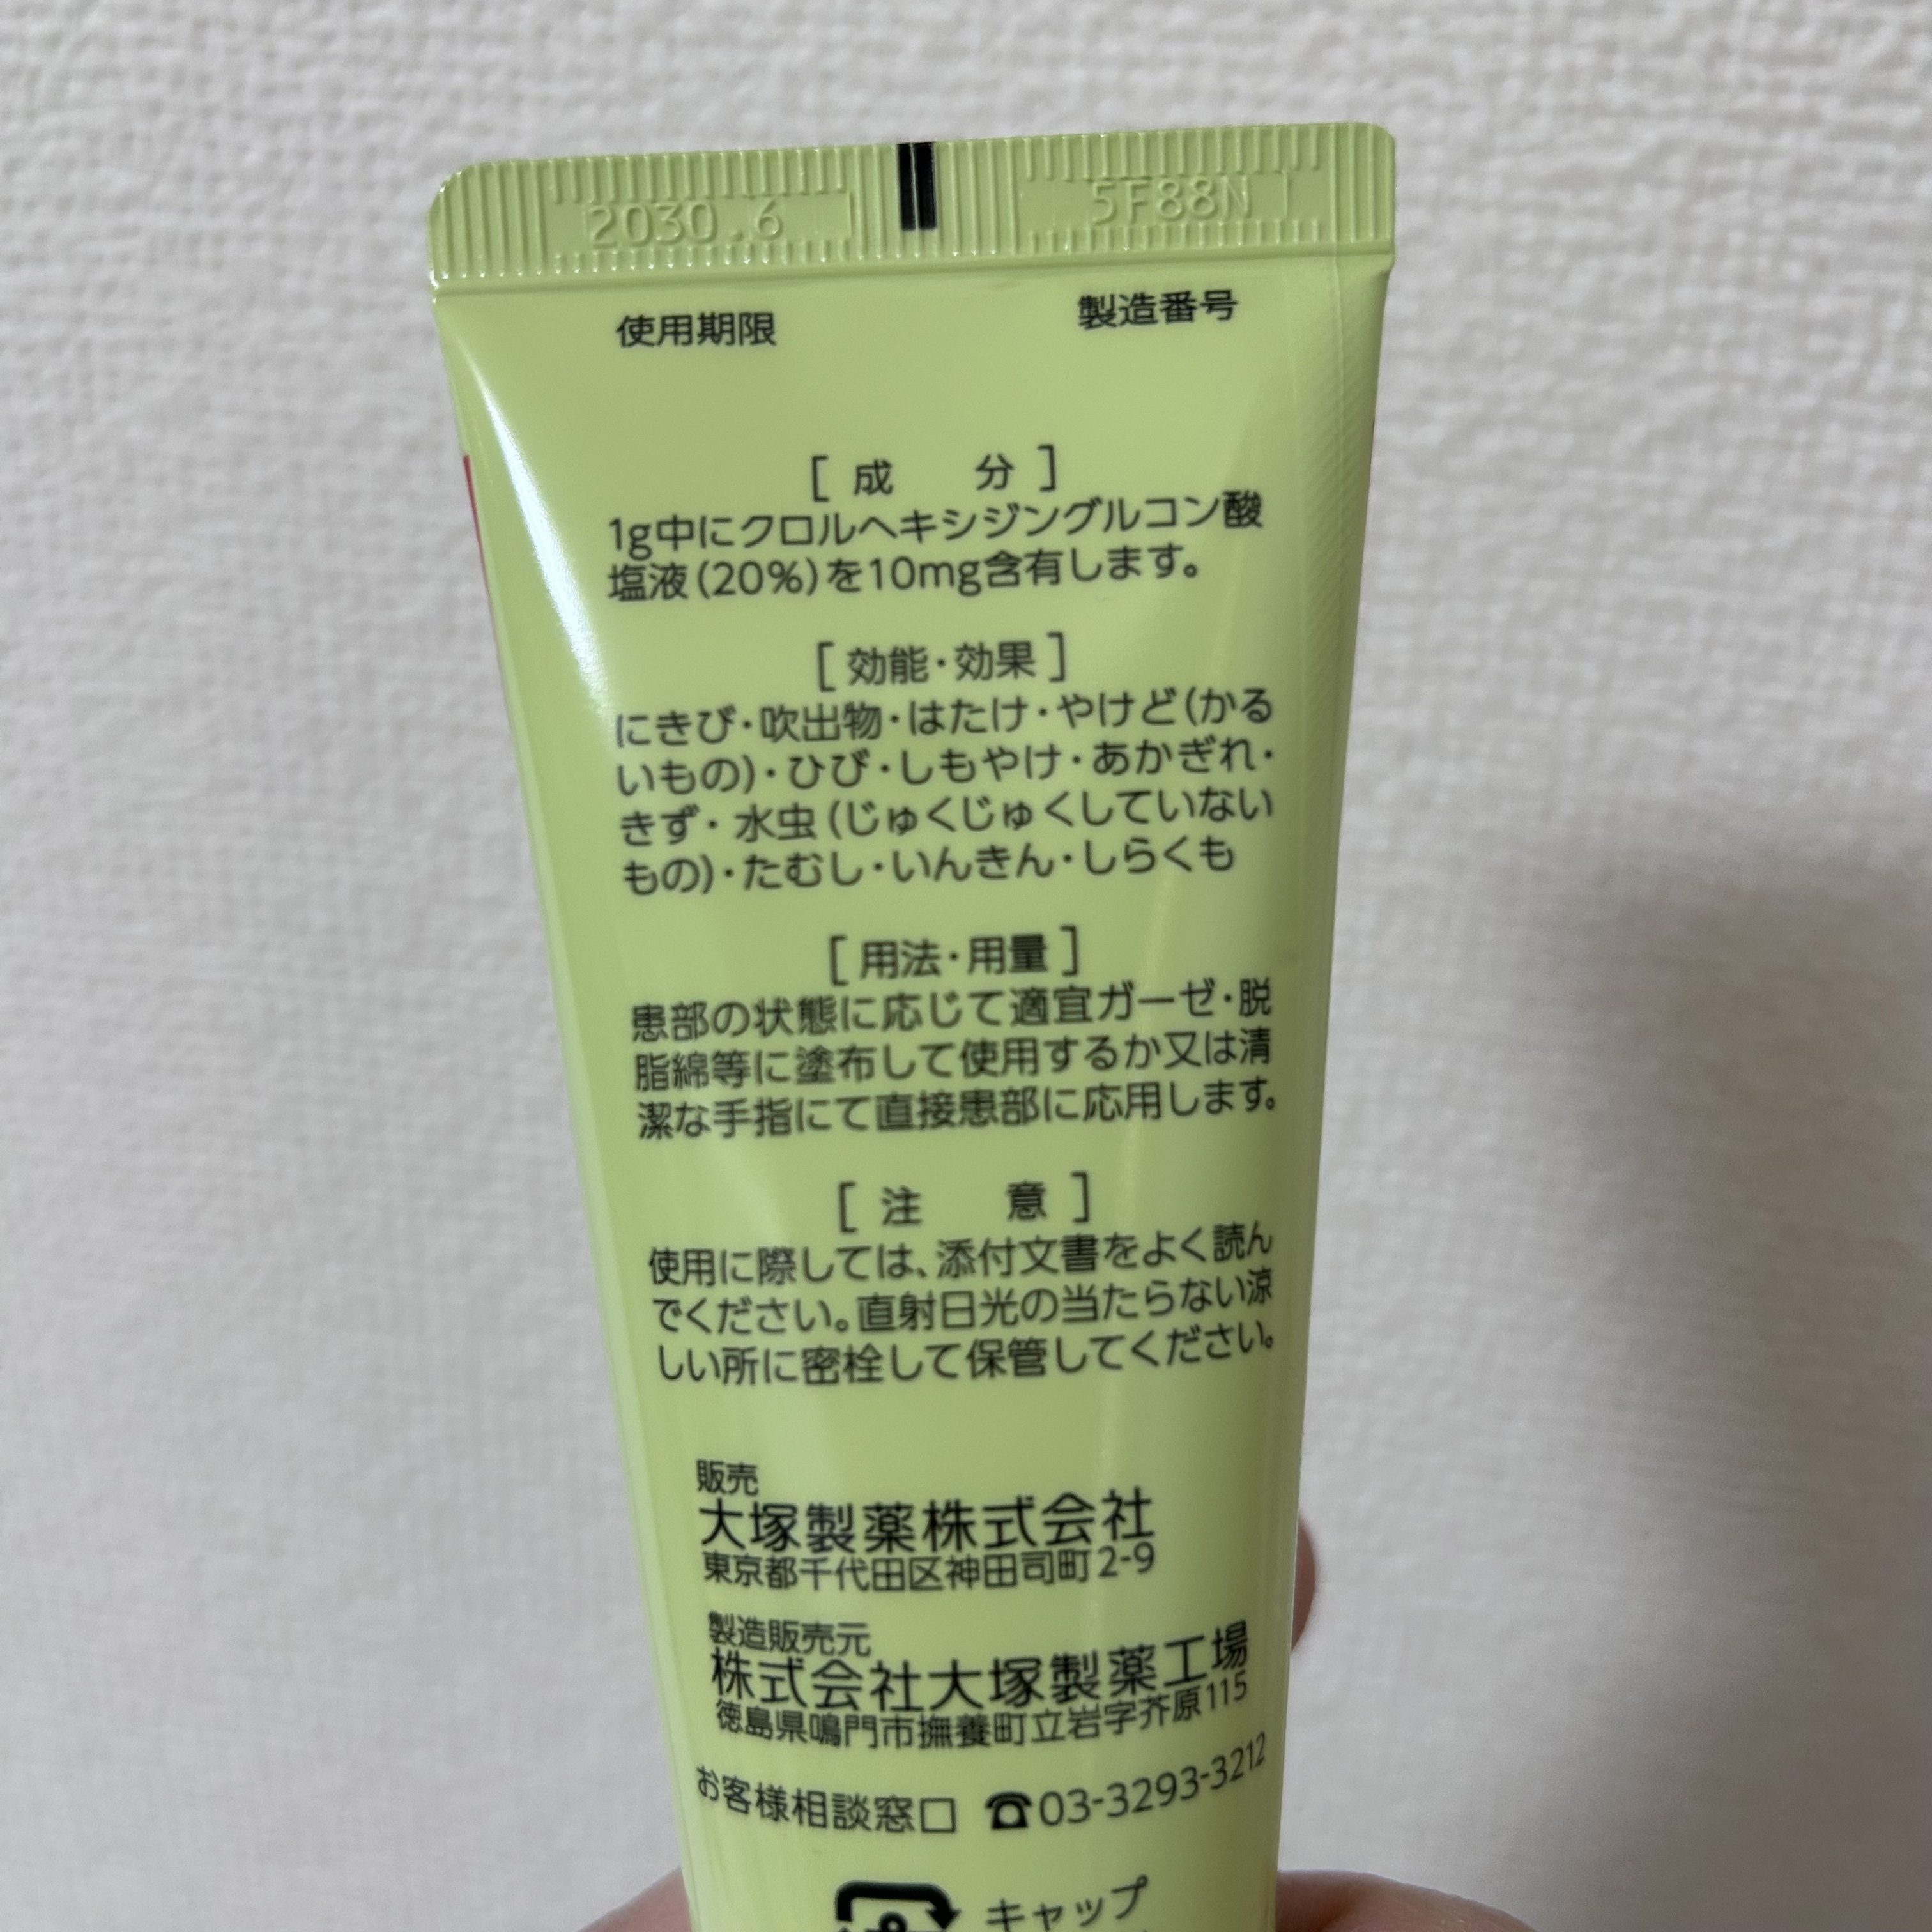 2030.6 5F88N
使用期限 製造番号
[成 分]
1g中にクロルヘキシジングルコン酸
塩液(20%)を10mg含有します。
[効能・効果]
にきび・吹出物・はたけ・やけど(かる
いもの)・ひび・しもやけ・あかぎれ・
きず・水虫(じゅくじゅくしていない
もの)・たむし・いんきん・しらくも
[用法・用量]
患部の状態に応じて適宜ガーゼ・脱
脂綿等に塗布して使用するか又は清
潔な手指にて直接患部に応用します。
[注 意]
使用に際しては、添付文書をよく読ん
でください。直射日光の当たらない涼
しい所に密栓して保管してください。
販売
大塚製薬株式会社
東京都千代田区神田司町2-9
製造販売元
株式会社大塚製薬工場
徳島県鳴門市撫養町立岩字芥原115
お客様相談窓口 ☎03-3293-3212
キャップ